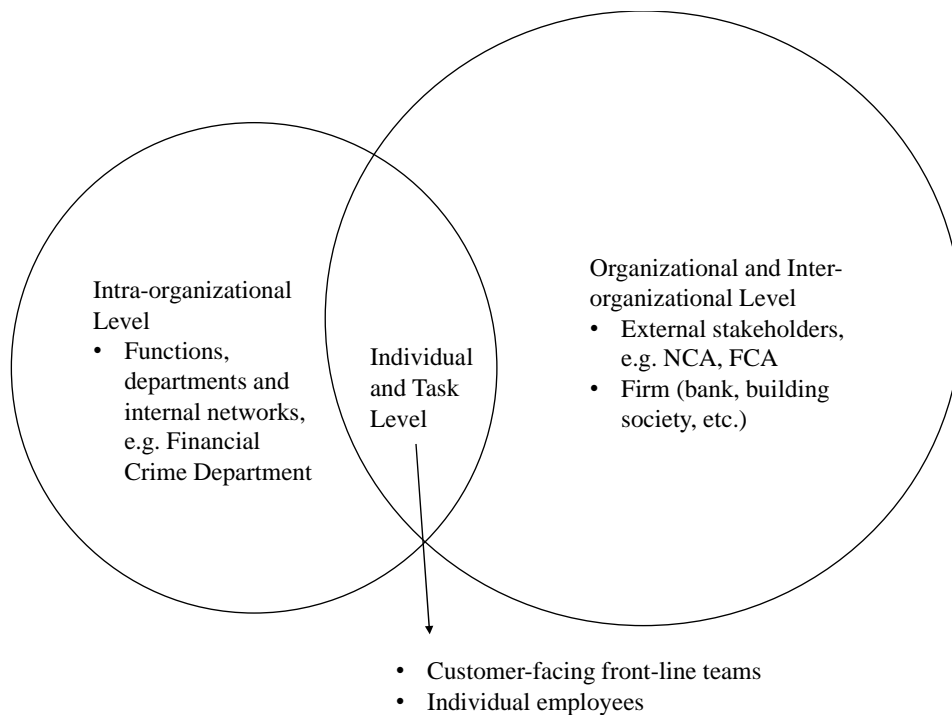 Intra-organizational
Level
• Functions,
departments and
internal networks,
e.g. Financial
Crime Department
Individual
and Task
Level
Organizational and Inter-
organizational Level
• External stakeholders,
e.g. NCA, FCA
• Firm (bank, building
society, etc.)
• Customer-facing front-line teams
• Individual employees